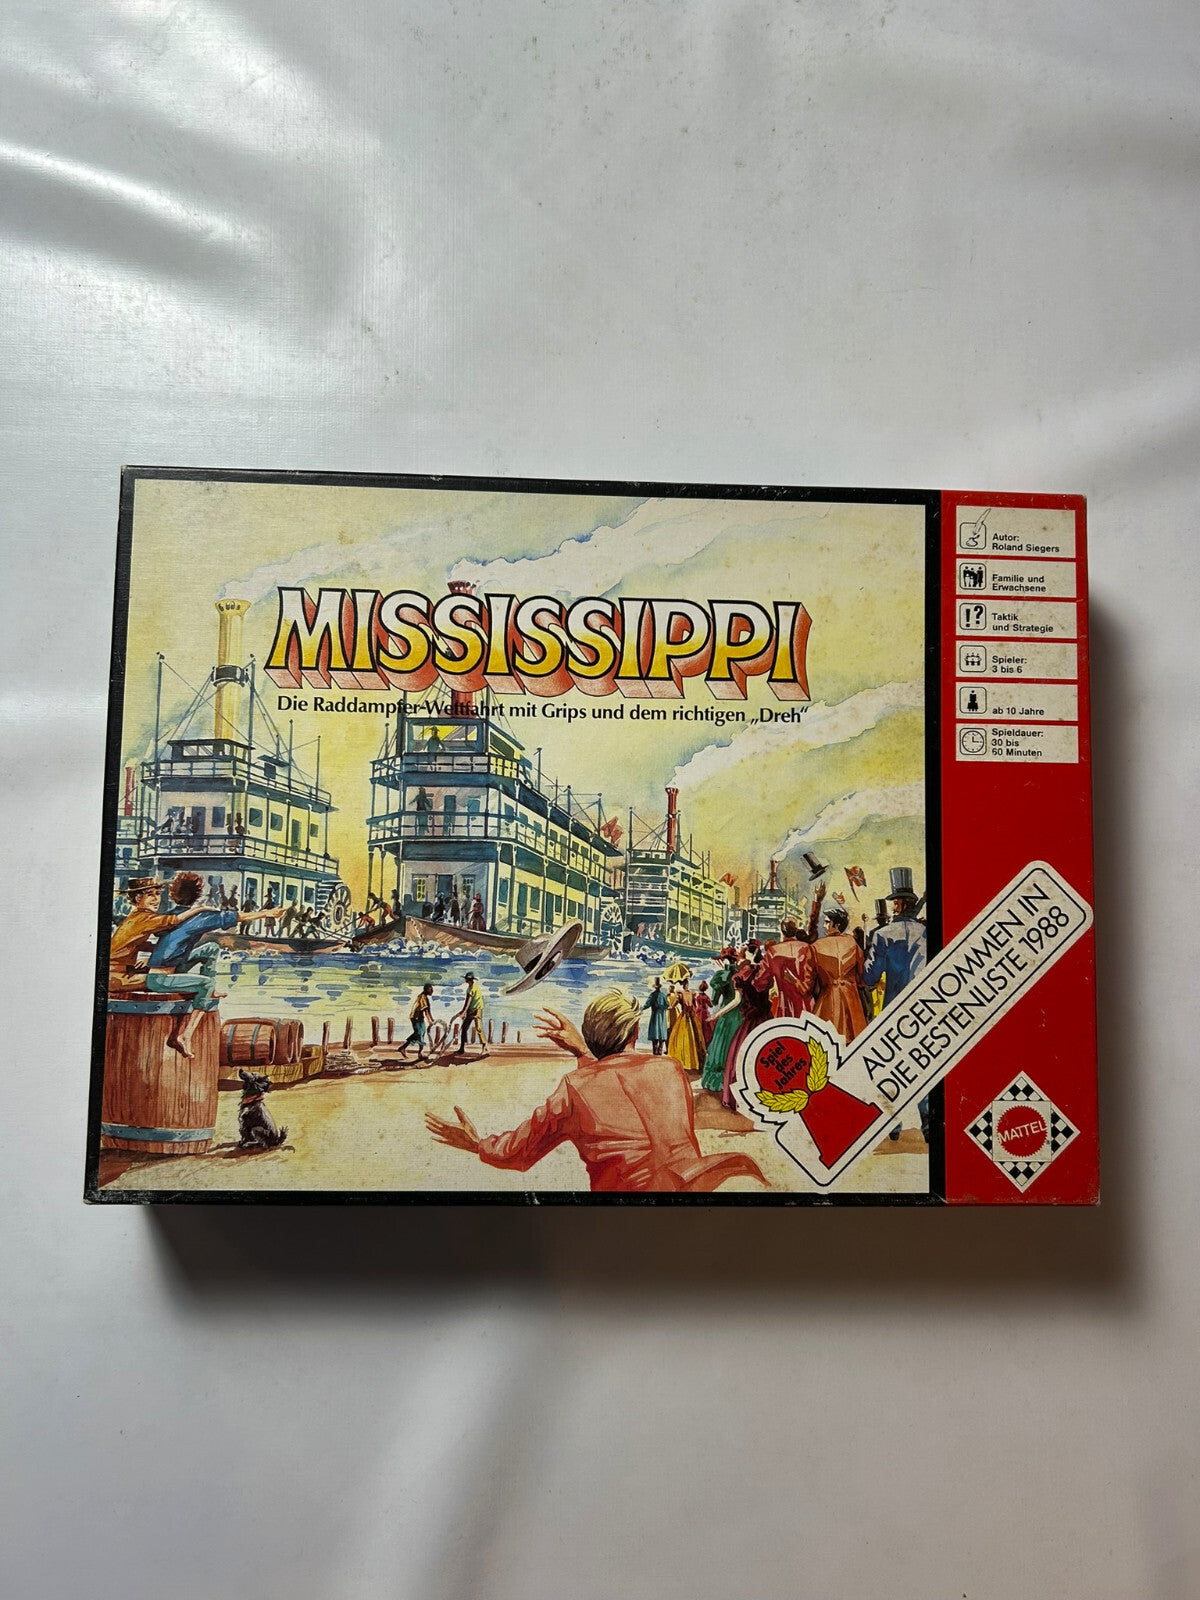 MISSISSIPPI
Die Raddampfer-Wettfahrt mit Grips und dem richtigen „Dreh“
Autor:
Roland Siegers
Familie und
Erwachsene
!?
Taktik
und Strategie
Spieler:
3 bis 6
ab 10 Jahre
Spieldauer:
30 bis
60 Minuten
AUFGENOMMEN IN
DIE BESTENLISTE 1988
Spiel
des
Jahres
MATTEL